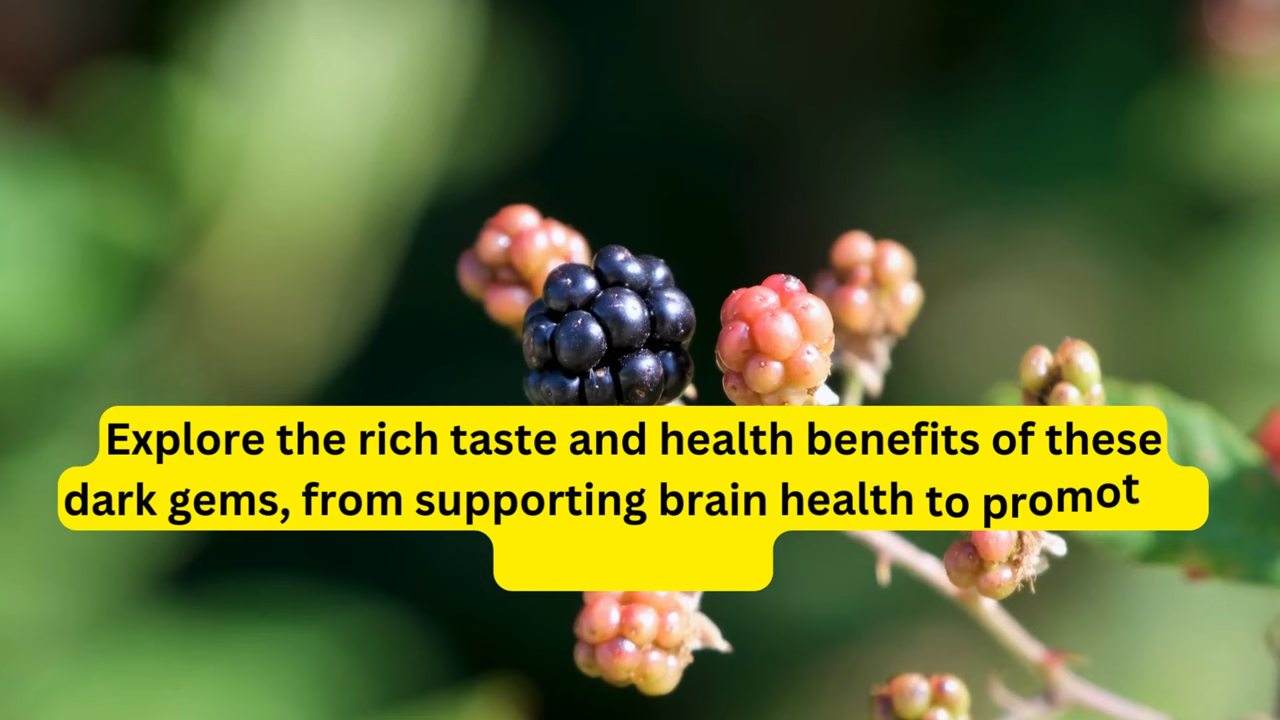 Explore the rich taste and health benefits of these
dark gems, from supporting brain health to promot